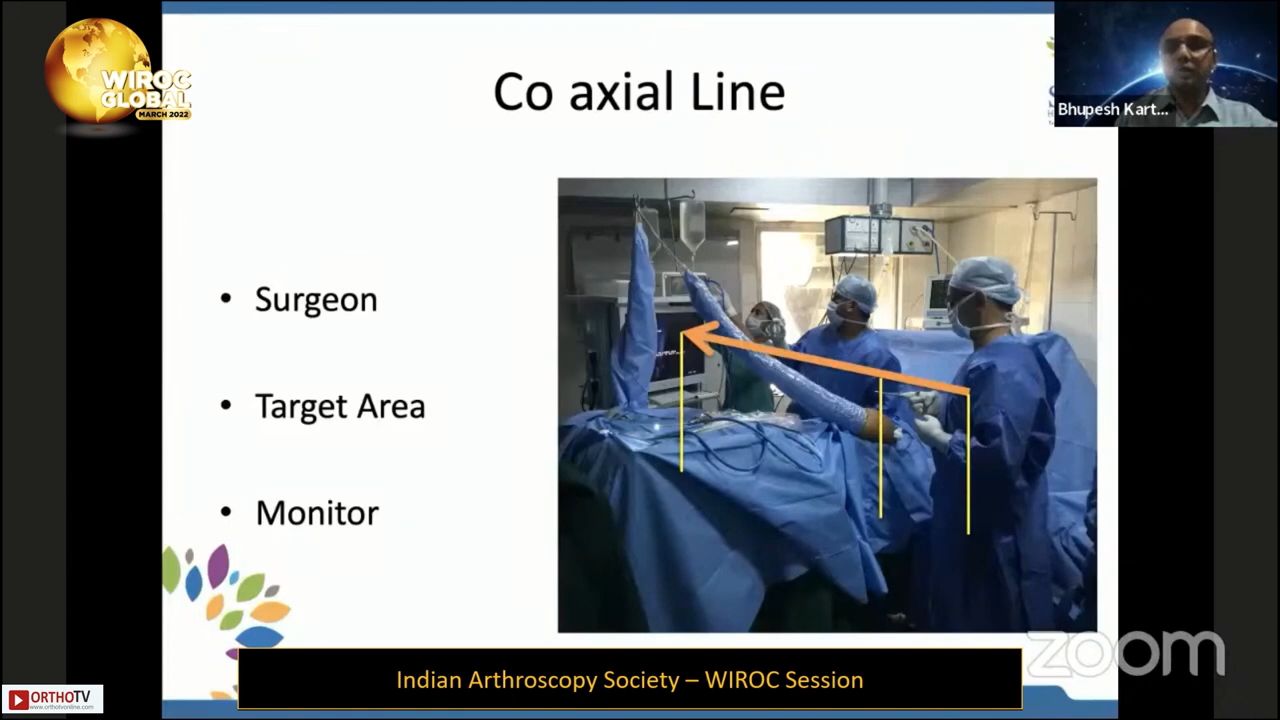 WIROC
GLOBAL
MARCH 2022
Co axial Line
Bhupesh Kart...
• Surgeon
• Target Area
• Monitor
zoom
Indian Arthroscopy Society – WIROC Session
ORTHOTV
www.orthotvonline.com